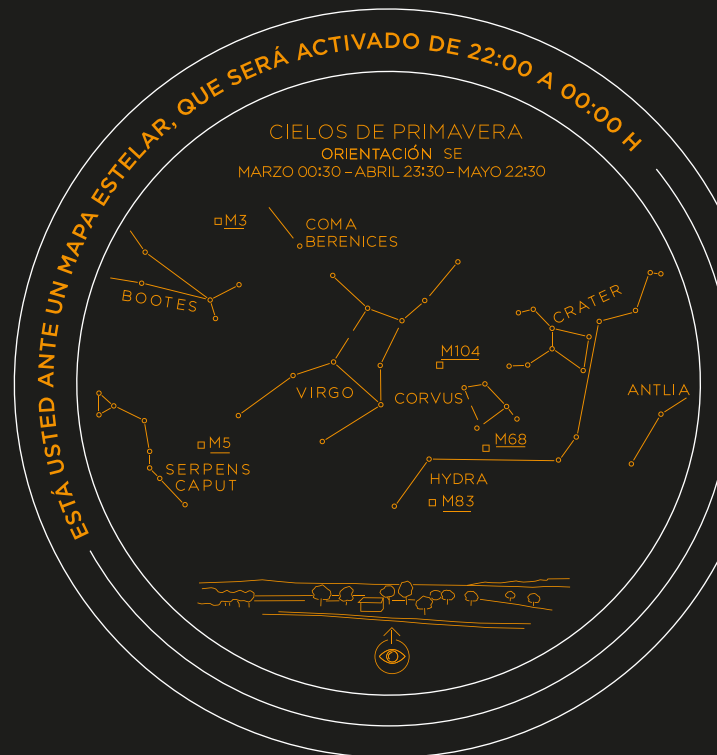 ESTÁ USTED ANTE UN MAPA ESTELAR, QUE SERÁ ACTIVADO DE 22:00 A 00:00 H
CIELOS DE PRIMAVERA
ORIENTACIÓN SE
MARZO 00:30 – ABRIL 23:30 – MAYO 22:30
M3
COMA
BERENICES
BOOTES
CRATER
M104
VIRGO
CORVUS
ANTLIA
M5
M68
SERPENS
CAPUT
HYDRA
M83